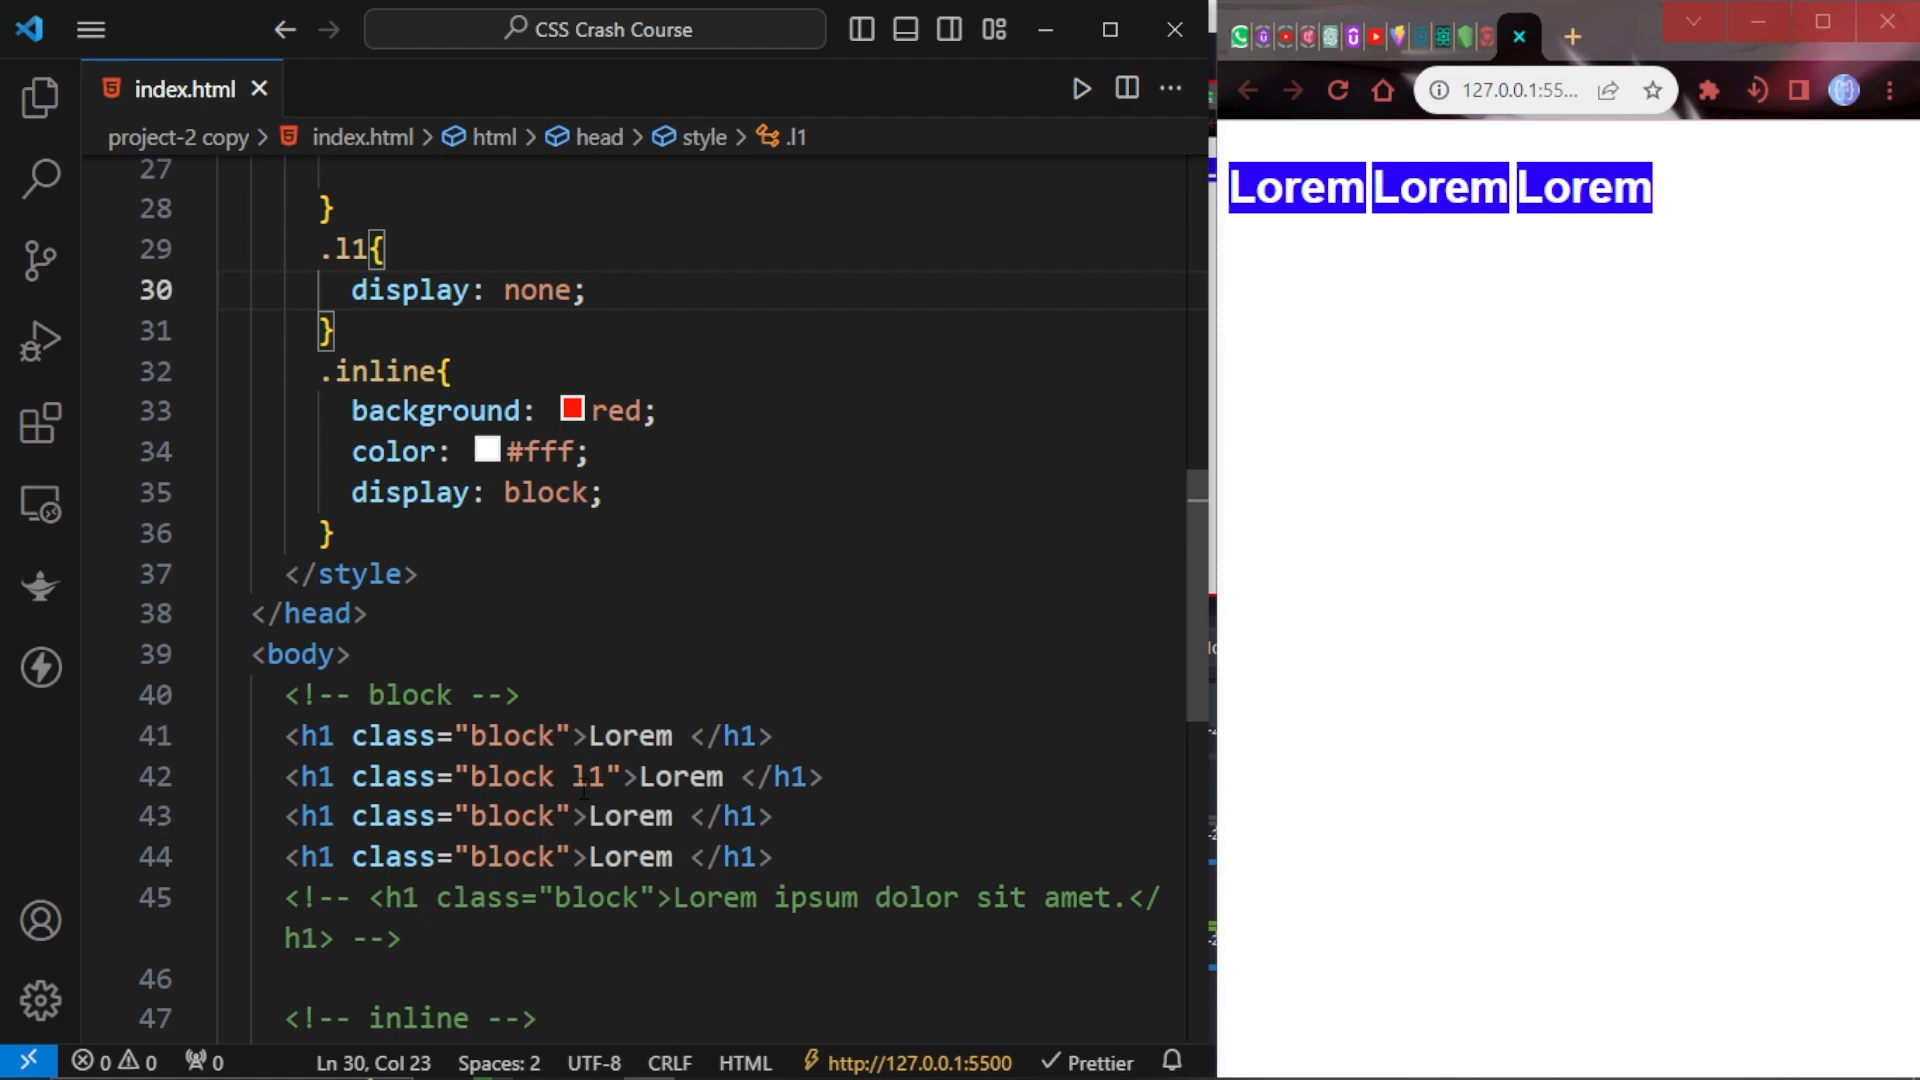 CSS Crash Course
index.html
127.0.0.1:55...
project-2 copy > index.html > html > head > style > .l1
27
28 }
29 .l1{
30 display: none;
31 }
32 .inline{
33 background: red;
34 color: #fff;
35 display: block;
36 }
37 </style>
38 </head>
39 <body>
40 <!-- block -->
41 <h1 class="block">Lorem </h1>
42 <h1 class="block l1">Lorem </h1>
43 <h1 class="block">Lorem </h1>
44 <h1 class="block">Lorem </h1>
45 <!-- <h1 class="block">Lorem ipsum dolor sit amet.</
h1> -->
46
47 <!-- inline -->
Lorem Lorem Lorem
0 0 0 Ln 30, Col 23 Spaces: 2 UTF-8 CRLF HTML http://127.0.0.1:5500 Prettier